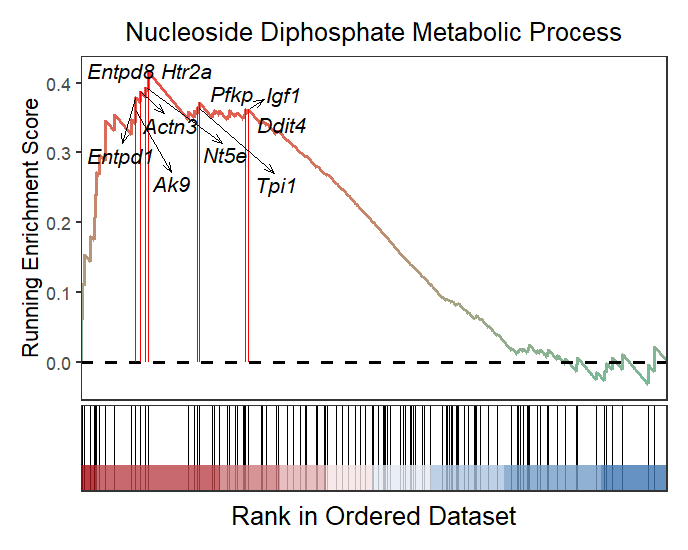 Nucleoside Diphosphate Metabolic Process
Running Enrichment Score
0.4
0.3
0.2
0.1
0.0
Entpd8 Htr2a
Pfkp Igf1
Actn3 Ddit4
Entpd1 Nt5e
Ak9 Tpi1
Rank in Ordered Dataset